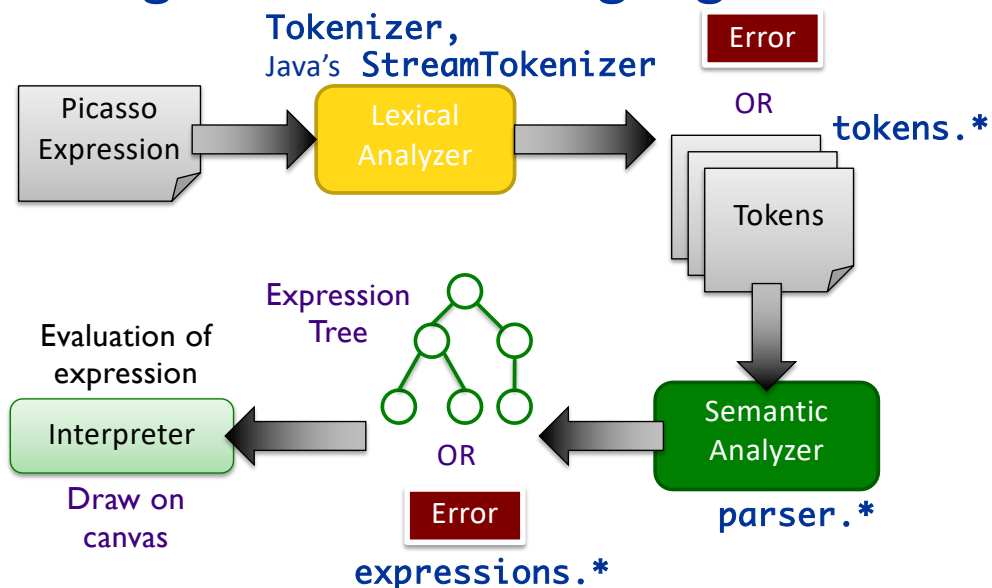 Tokenizer,
Java's StreamTokenizer
Error
OR
tokens.*
Picasso
Expression
Lexical
Analyzer
Tokens
Expression
Tree
Evaluation of
expression
Interpreter
Draw on
canvas
OR
Error
expressions.*
Semantic
Analyzer
parser.*